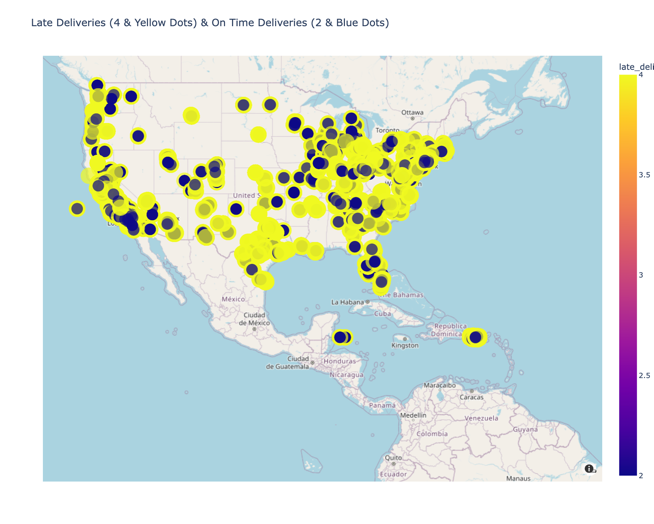 Late Deliveries (4 & Yellow Dots) & On Time Deliveries (2 & Blue Dots)
late_deli
4
3.5
3
2.5
2
Ottawa
Toronto
United S
México
Ciudad
de México
La Habana
The Bahamas
Cuba
Republica
Dominica
Kingston
Ciudad
de Guatemala
Honduras
Nicaragua
Panamá
Maracaibo
Caracas
Medellín
Venezuela
Guyana
Colombia
Quito
Ecuador
Manaus